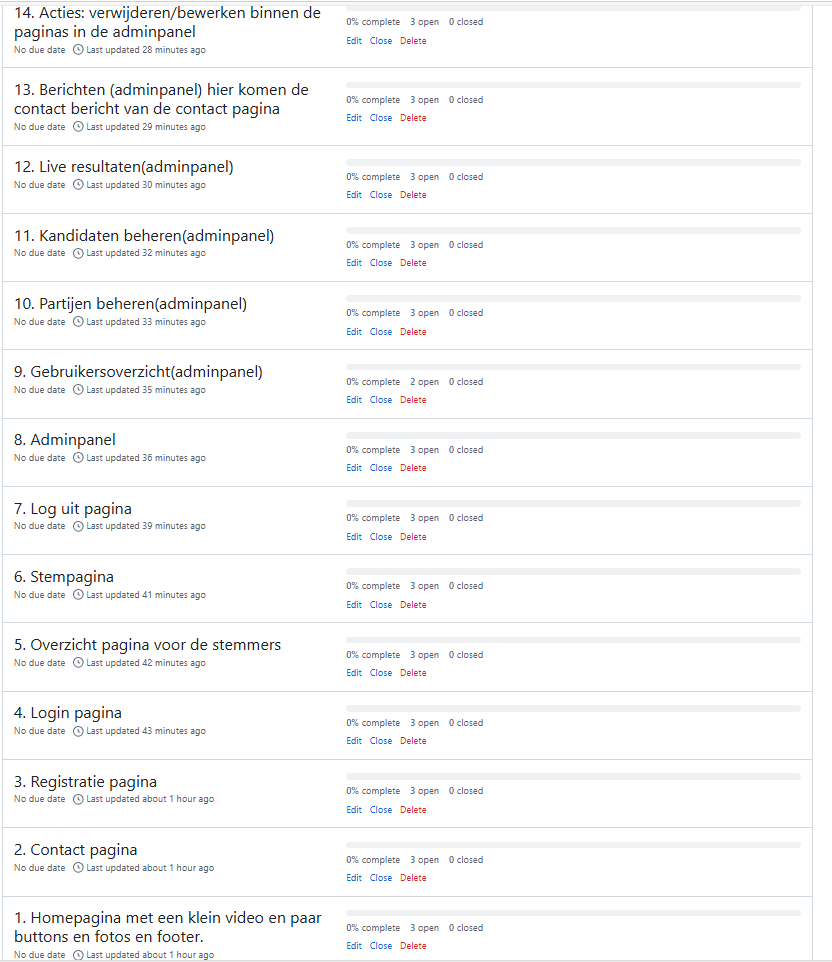 14. Acties: verwijderen/bewerken binnen de
paginas in de adminpanel
No due date Last updated 28 minutes ago
0% complete 3 open 0 closed
Edit Close Delete
13. Berichten (adminpanel) hier komen de
contact bericht van de contact pagina
No due date Last updated 29 minutes ago
0% complete 3 open 0 closed
Edit Close Delete
12. Live resultaten(adminpanel)
No due date Last updated 30 minutes ago
0% complete 3 open 0 closed
Edit Close Delete
11. Kandidaten beheren(adminpanel)
No due date Last updated 32 minutes ago
0% complete 3 open 0 closed
Edit Close Delete
10. Partijen beheren(adminpanel)
No due date Last updated 33 minutes ago
0% complete 3 open 0 closed
Edit Close Delete
9. Gebruikersoverzicht(adminpanel)
No due date Last updated 35 minutes ago
0% complete 2 open 0 closed
Edit Close Delete
8. Adminpanel
No due date Last updated 36 minutes ago
0% complete 3 open 0 closed
Edit Close Delete
7. Log uit pagina
No due date Last updated 39 minutes ago
0% complete 3 open 0 closed
Edit Close Delete
6. Stempagina
No due date Last updated 41 minutes ago
0% complete 3 open 0 closed
Edit Close Delete
5. Overzicht pagina voor de stemmers
No due date Last updated 42 minutes ago
0% complete 3 open 0 closed
Edit Close Delete
4. Login pagina
No due date Last updated 43 minutes ago
0% complete 3 open 0 closed
Edit Close Delete
3. Registratie pagina
No due date Last updated about 1 hour ago
0% complete 3 open 0 closed
Edit Close Delete
2. Contact pagina
No due date Last updated about 1 hour ago
0% complete 3 open 0 closed
Edit Close Delete
1. Homepagina met een klein video en paar
buttons en fotos en footer.
No due date Last updated about 1 hour ago
0% complete 3 open 0 closed
Edit Close Delete